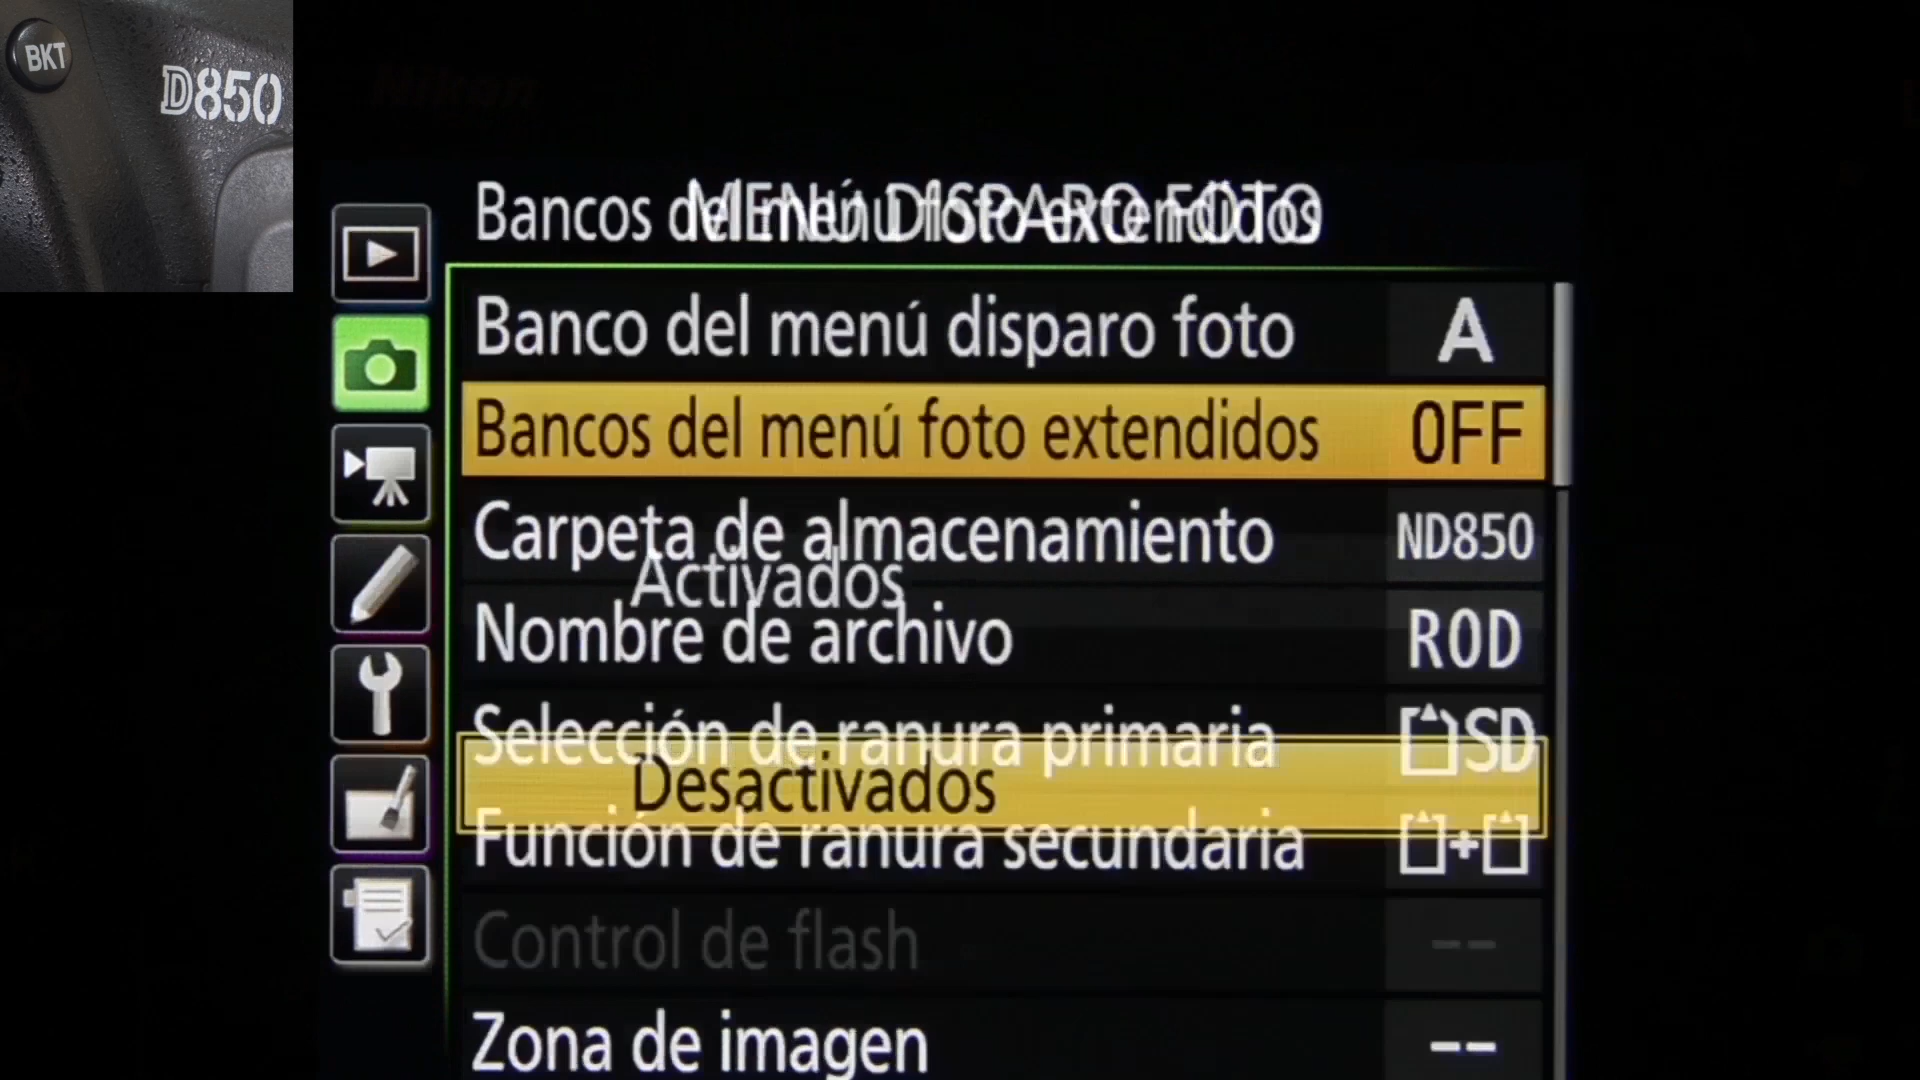 BKT
D850
Nikon
Bancos del menú foto extendidos
MENÚ DISPARO FOTO
Banco del menú disparo foto A
Bancos del menú foto extendidos OFF
Carpeta de almacenamiento ND850
Activados
Nombre de archivo ROD
Selección de ranura primaria SD
Desactivados
Función de ranura secundaria
Control de flash --
Zona de imagen --